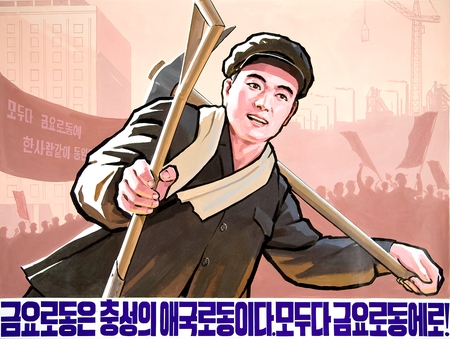 모두다 금요로동에
한사람같이 동원
금요로동은 충성의 애국로동이다. 모두다 금요로동에로!